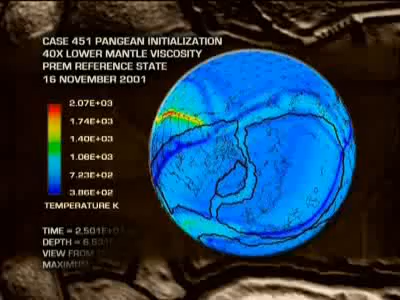 CASE 451 PANGEAN INITIALIZATION
40X LOWER MANTLE VISCOSITY
PREM REFERENCE STATE
16 NOVEMBER 2001
2.07E+03
1.74E+03
1.40E+03
1.06E+03
7.23E+02
3.86E+02
TEMPERATURE K
TIME =
DEPTH =
VIEW FROM
MAXIMUM